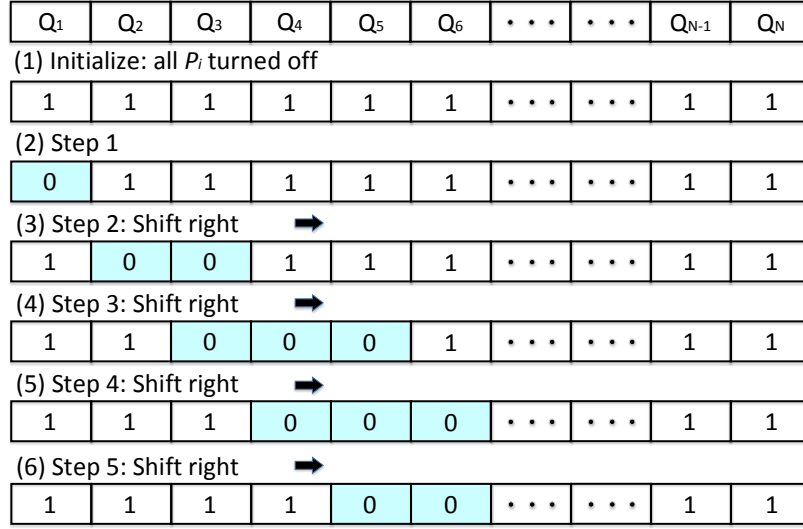 Q1 Q2 Q3 Q4 Q5 Q6 · · · · · · QN-1 QN
(1) Initialize: all Pi turned off
1 1 1 1 1 1 · · · · · · 1 1
(2) Step 1
0 1 1 1 1 1 · · · · · · 1 1
(3) Step 2: Shift right
1 0 0 1 1 1 · · · · · · 1 1
(4) Step 3: Shift right
1 1 0 0 0 1 · · · · · · 1 1
(5) Step 4: Shift right
1 1 1 0 0 0 · · · · · · 1 1
(6) Step 5: Shift right
1 1 1 1 0 0 · · · · · · 1 1